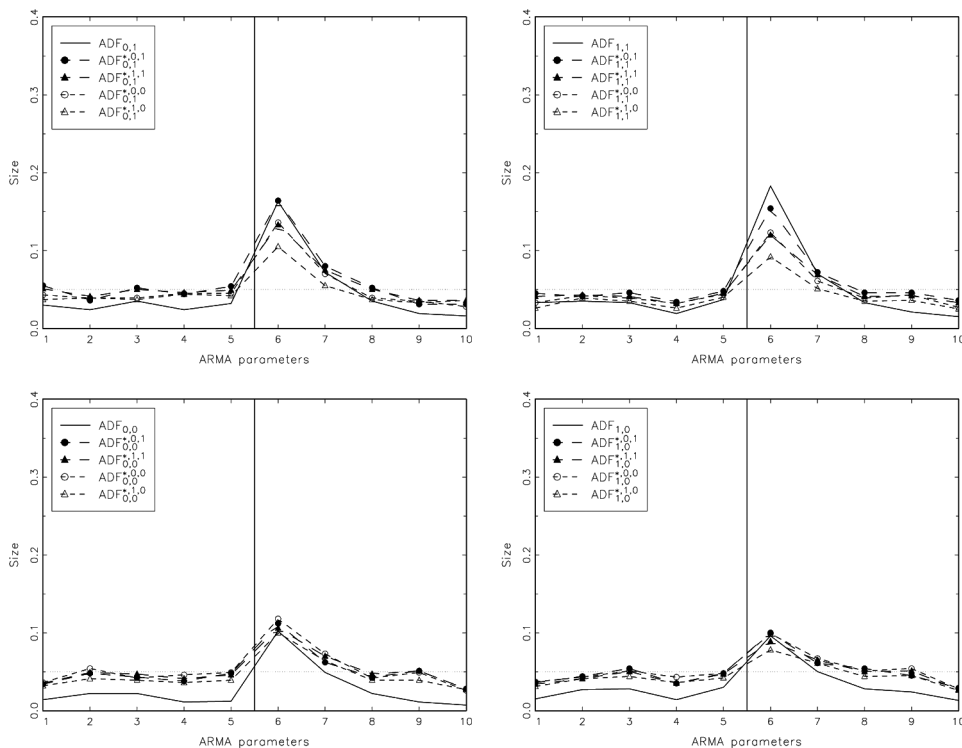 0.4
0.3
0.2
0.1
0.0
Size
ADF0,1
ADF*,0,1 0,1
ADF*,1,1 0,1
ADF*,0,0 0,1
ADF*,1,0 0,1
1 2 3 4 5 6 7 8 9 10
ARMA parameters
0.4
0.3
0.2
0.1
0.0
Size
ADF1,1
ADF*,0,1 1,1
ADF*,1,1 1,1
ADF*,0,0 1,1
ADF*,1,0 1,1
1 2 3 4 5 6 7 8 9 10
ARMA parameters
0.4
0.3
0.2
0.1
0.0
Size
ADF0,0
ADF*,0,1 0,0
ADF*,1,1 0,0
ADF*,0,0 0,0
ADF*,1,0 0,0
1 2 3 4 5 6 7 8 9 10
ARMA parameters
0.4
0.3
0.2
0.1
0.0
Size
ADF1,0
ADF*,0,1 1,0
ADF*,1,1 1,0
ADF*,0,0 1,0
ADF*,1,0 1,0
1 2 3 4 5 6 7 8 9 10
ARMA parameters